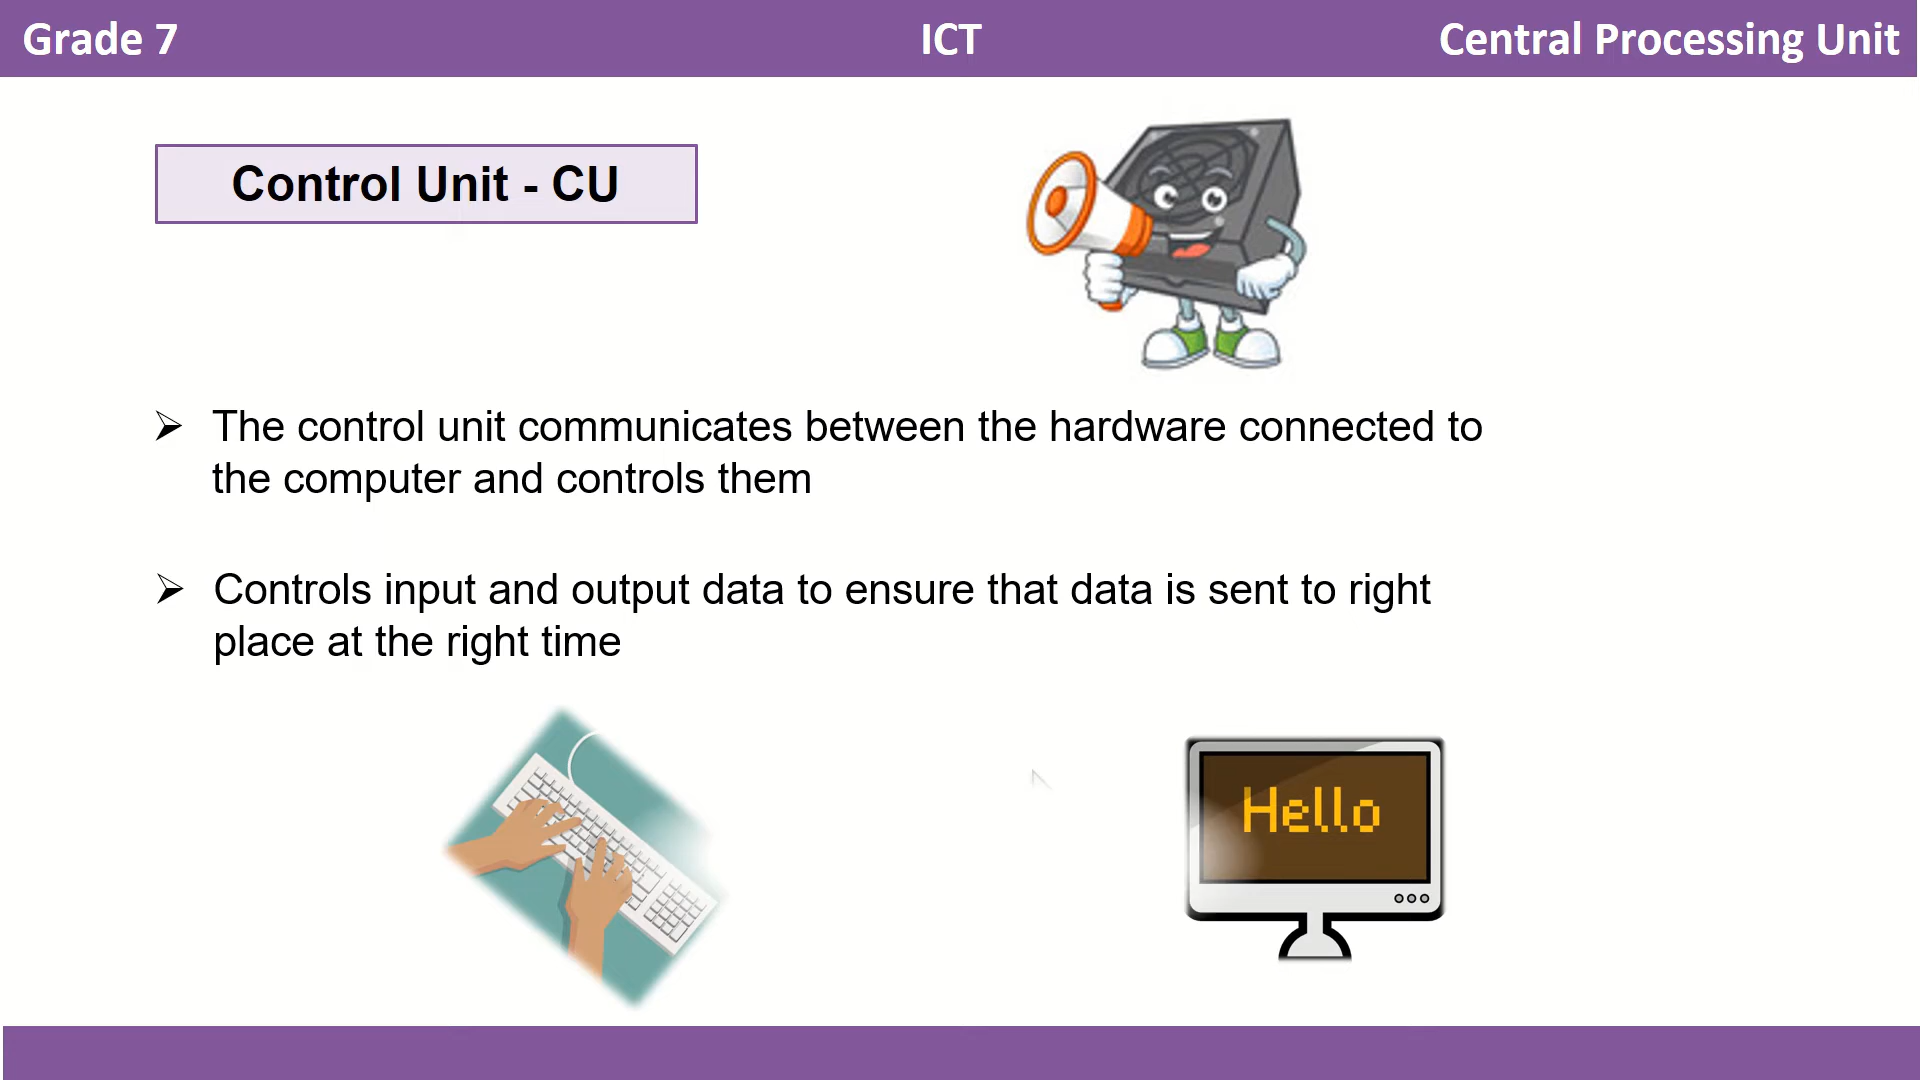 Grade 7 ICT Central Processing Unit
Control Unit - CU
➢ The control unit communicates between the hardware connected to
the computer and controls them
➢ Controls input and output data to ensure that data is sent to right
place at the right time
Hello